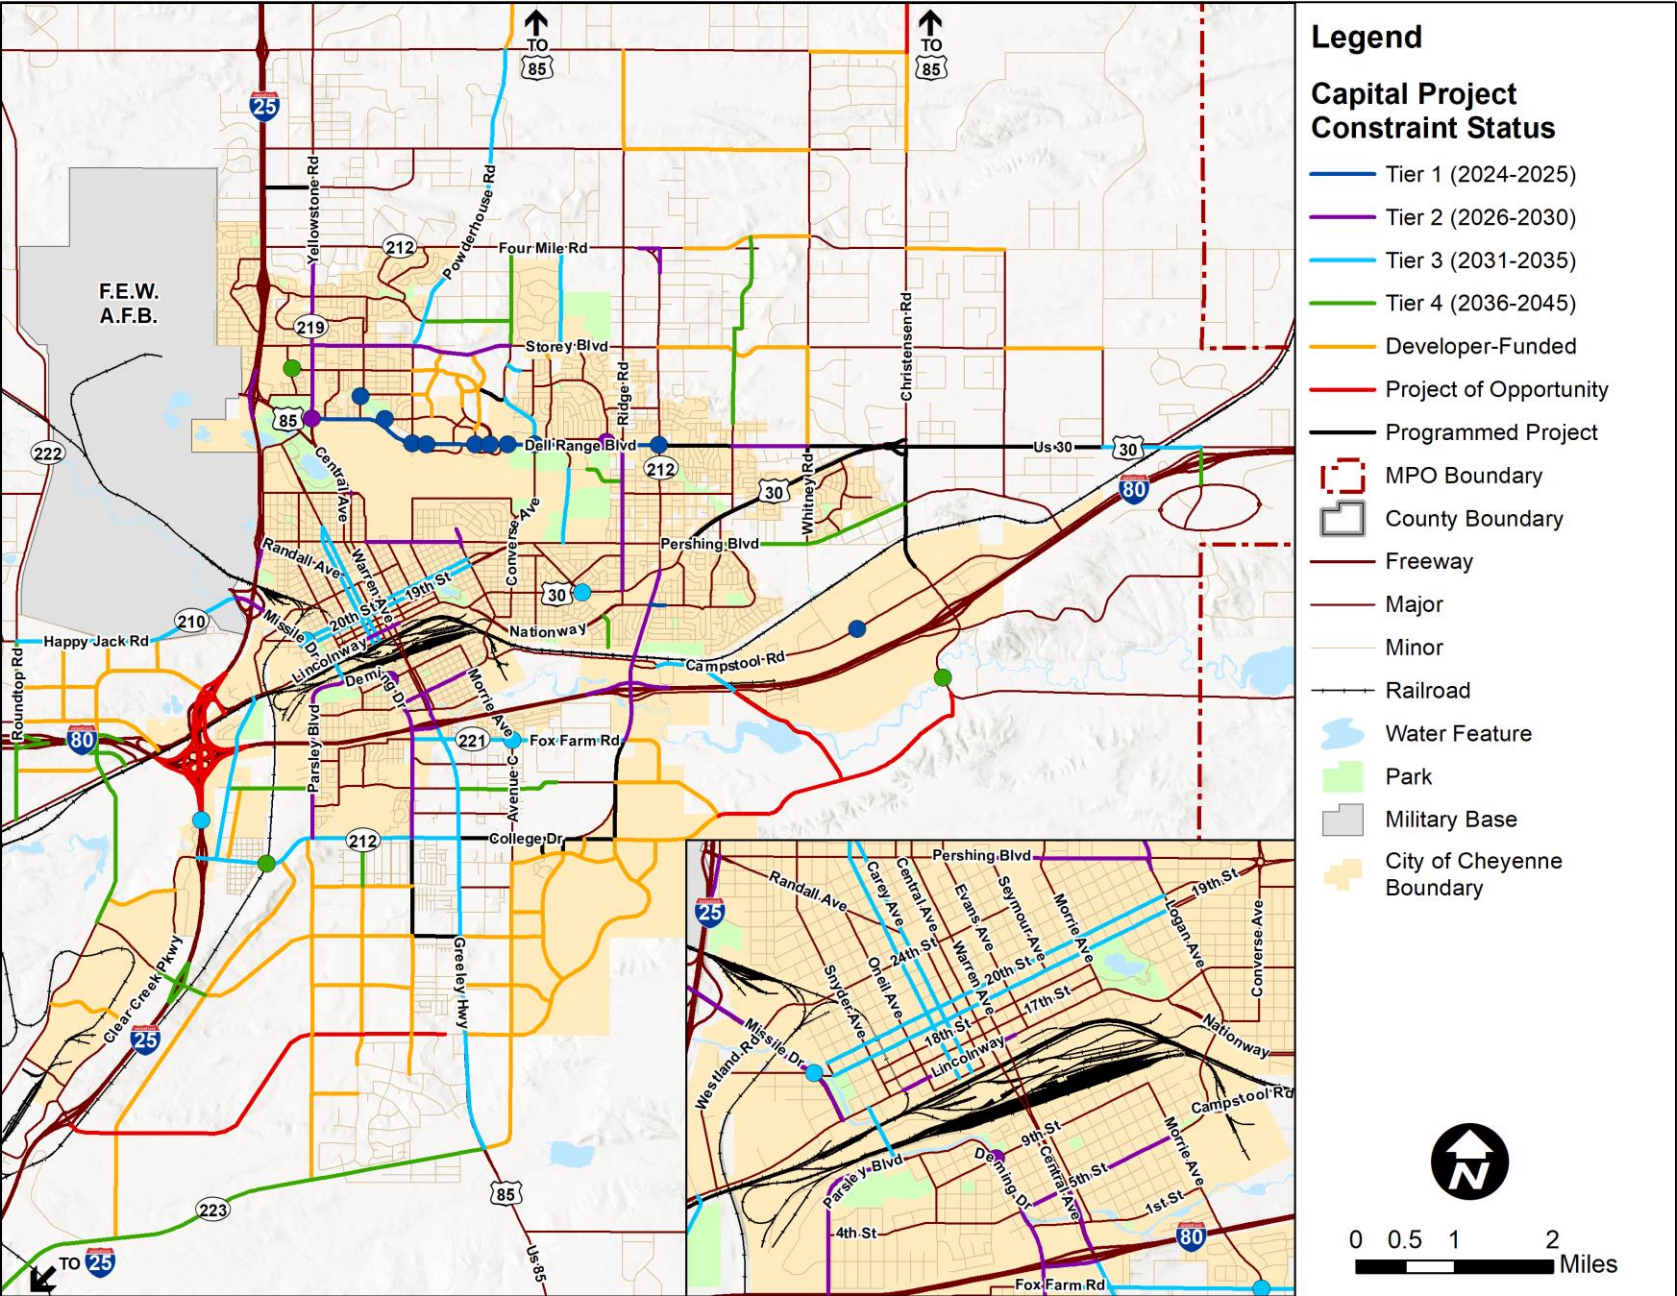 TO
85
TO
85
25
Yellowstone Rd
Powderhouse Rd
212
Four Mile Rd
F.E.W.
A.F.B.
219
Storey Blvd
Ridge Rd
Christensen Rd
85
222
Central Ave
Dell Range Blvd
212
Us 30
30
30
80
Whitney Rd
Converse Ave
Pershing Blvd
Randall Ave
Warren Ave
19th St
20th St
30
210
Missile Dr
Happy Jack Rd
Lincolnway
Nationway
Campstool Rd
Roundtop Rd
Deming Dr
Morrie Ave
80
Parsley Blvd
221
Fox Farm Rd
Avenue C
212
College Dr
Clear Creek Pkwy
Greeley Hwy
25
223
85
Us 85
TO 25
Pershing Blvd
Randall Ave
Carey Ave
Central Ave
Evans Ave
Seymour Ave
Morrie Ave
19th St
Logan Ave
Converse Ave
25
24th St
Snyder Ave
Oneil Ave
Warren Ave
20th St
17th St
18th St
Lincolnway
Missile Dr
Westland Rd
Nationway
Campstool Rd
9th St
Parsley Blvd
Deming Dr
Central Ave
5th St
Morrie Ave
1st St
4th St
80
Fox Farm Rd
Legend
Capital Project
Constraint Status
Tier 1 (2024-2025)
Tier 2 (2026-2030)
Tier 3 (2031-2035)
Tier 4 (2036-2045)
Developer-Funded
Project of Opportunity
Programmed Project
MPO Boundary
County Boundary
Freeway
Major
Minor
Railroad
Water Feature
Park
Military Base
City of Cheyenne
Boundary
N
0 0.5 1 2
Miles